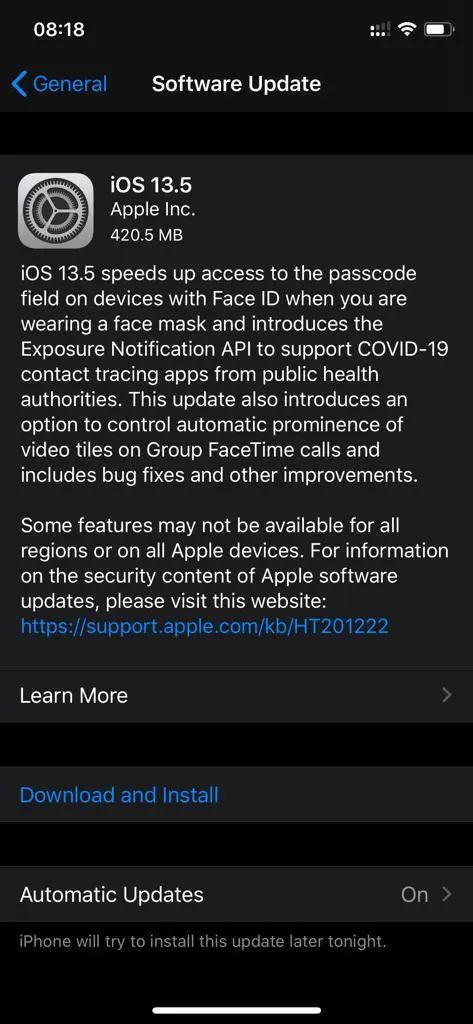 08:18
General
Software Update
iOS 13.5
Apple Inc.
420.5 MB
iOS 13.5 speeds up access to the passcode
field on devices with Face ID when you are
wearing a face mask and introduces the
Exposure Notification API to support COVID-19
contact tracing apps from public health
authorities. This update also introduces an
option to control automatic prominence of
video tiles on Group FaceTime calls and
includes bug fixes and other improvements.
Some features may not be available for all
regions or on all Apple devices. For information
on the security content of Apple software
updates, please visit this website:
https://support.apple.com/kb/HT201222
Learn More
Download and Install
Automatic Updates On
iPhone will try to install this update later tonight.